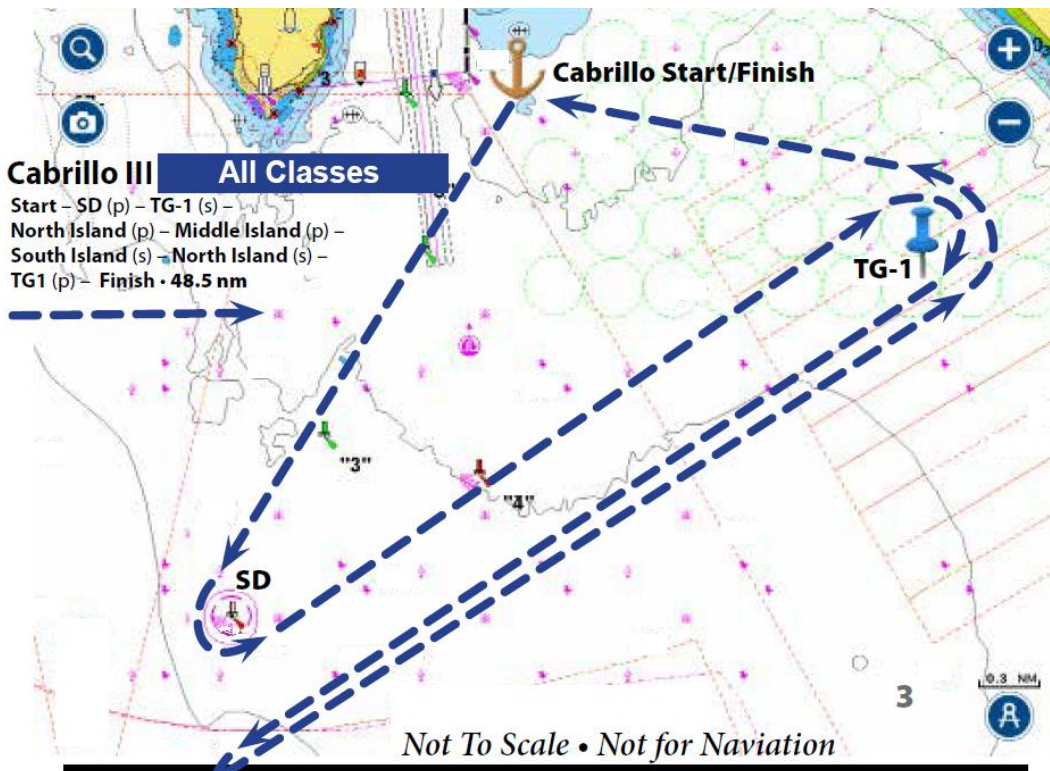 Cabrillo Start/Finish
3
Cabrillo III All Classes
Start – SD (p) – TG-1 (s) –
North Island (p) – Middle Island (p) –
South Island (s) – North Island (s) –
TG1 (p) – Finish • 48.5 nm
TG-1
"3"
"4"
SD
3
0.3 NM
Not To Scale • Not for Naviation